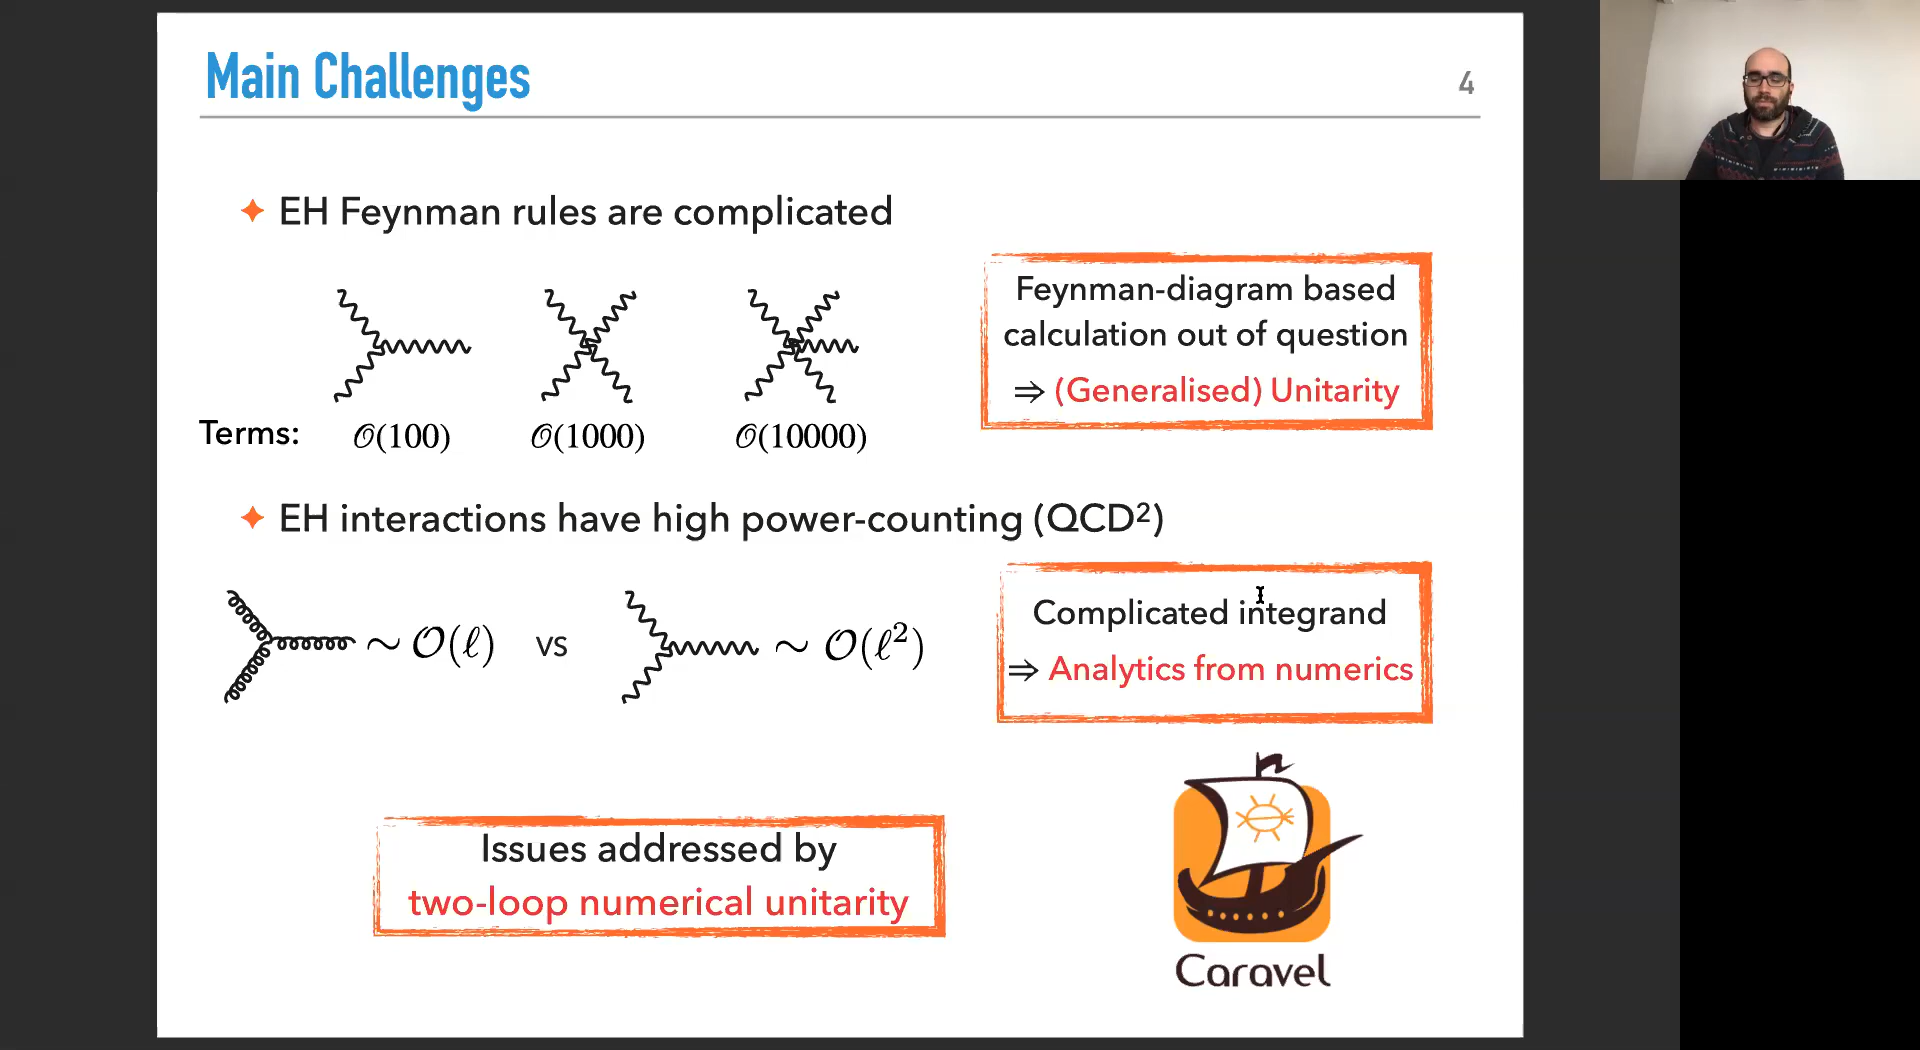 Main Challenges
4
✦ EH Feynman rules are complicated
Terms: 𝒪(100) 𝒪(1000) 𝒪(10000)
Feynman-diagram based
calculation out of question
⇒ (Generalised) Unitarity
✦ EH interactions have high power-counting (QCD²)
∼ 𝒪(ℓ) vs ∼ 𝒪(ℓ²)
Complicated integrand
⇒ Analytics from numerics
Issues addressed by
two-loop numerical unitarity
Caravel